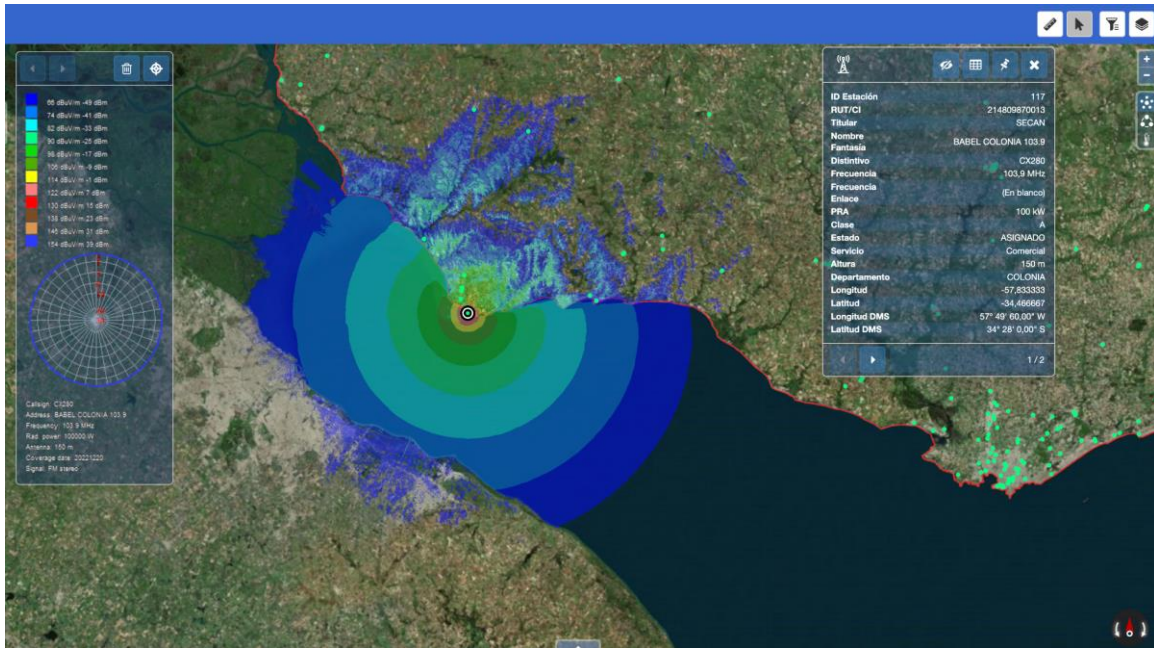 66 dBuV/m -49 dBm
74 dBuV/m -41 dBm
82 dBuV/m -33 dBm
90 dBuV/m -25 dBm
98 dBuV/m -17 dBm
106 dBuV/m -9 dBm
114 dBuV/m -1 dBm
122 dBuV/m 7 dBm
130 dBuV/m 15 dBm
138 dBuV/m 23 dBm
146 dBuV/m 31 dBm
154 dBuV/m 39 dBm
Callsign: CX280
Address: BABEL COLONIA 103.9
Frequency: 103.9 MHz
Rad. power: 100000 W
Antenna: 150 m
Coverage date: 20221220
Signal: FM stereo
ID Estación 117
RUT/CI 214809870013
Titular SECAN
Nombre Fantasía BABEL COLONIA 103.9
Distintivo CX280
Frecuencia 103,9 MHz
Frecuencia Enlace (En blanco)
PRA 100 kW
Clase A
Estado ASIGNADO
Servicio Comercial
Altura 150 m
Departamento COLONIA
Longitud -57,833333
Latitud -34,466667
Longitud DMS 57° 49' 60,00" W
Latitud DMS 34° 28' 0,00" S
1 / 2